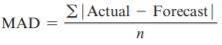 MAD = Σ|Actual − Forecast| / n